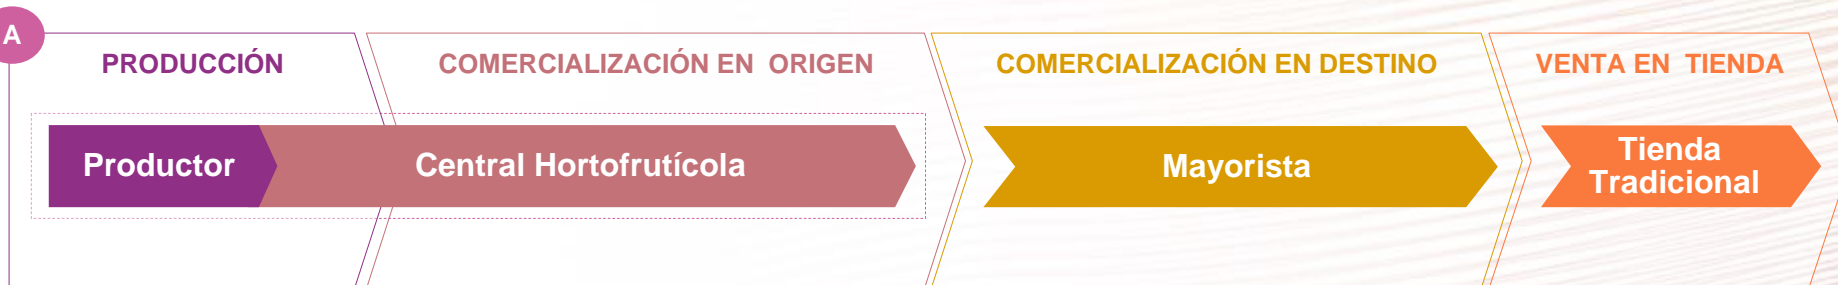 A
PRODUCCIÓN
COMERCIALIZACIÓN EN ORIGEN
COMERCIALIZACIÓN EN DESTINO
VENTA EN TIENDA
Productor
Central Hortofrutícola
Mayorista
Tienda
Tradicional